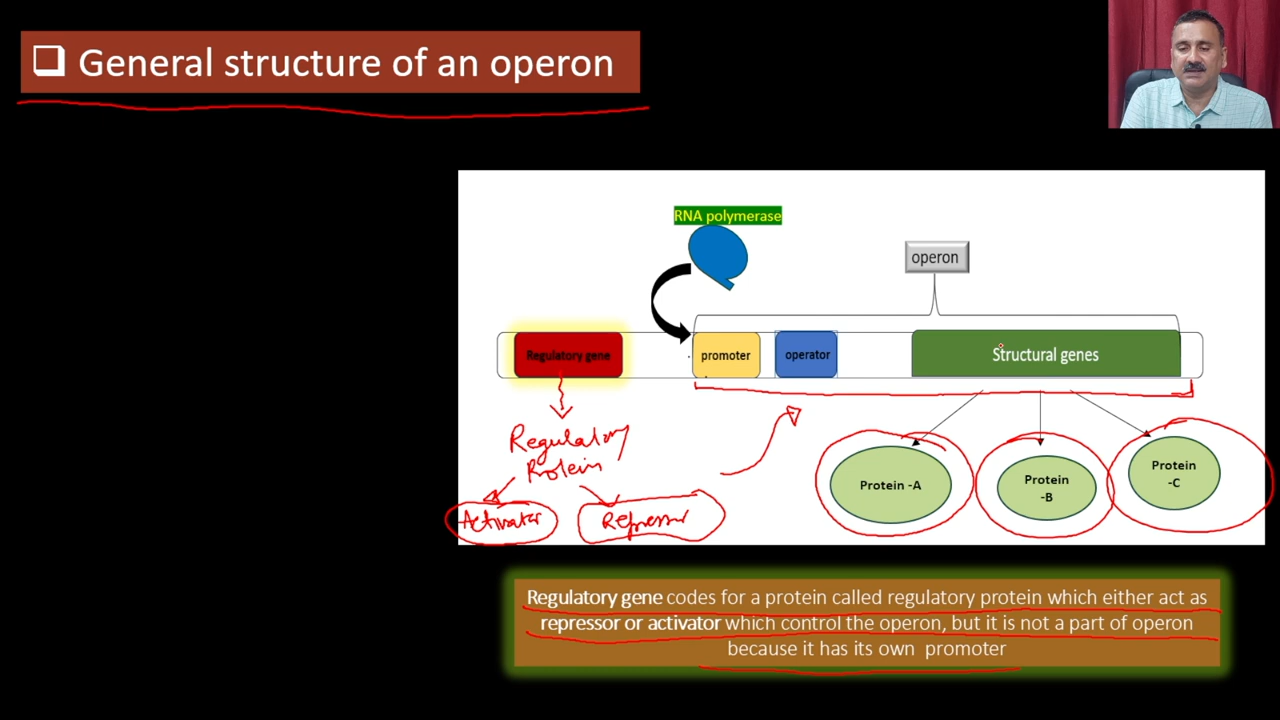 General structure of an operon
RNA polymerase
operon
Regulatory gene
promoter
operator
Structural genes
Regulatory
Protein
Activator
Repressor
Protein -A
Protein
-B
Protein
-C
Regulatory gene codes for a protein called regulatory protein which either act as
repressor or activator which control the operon, but it is not a part of operon
because it has its own promoter